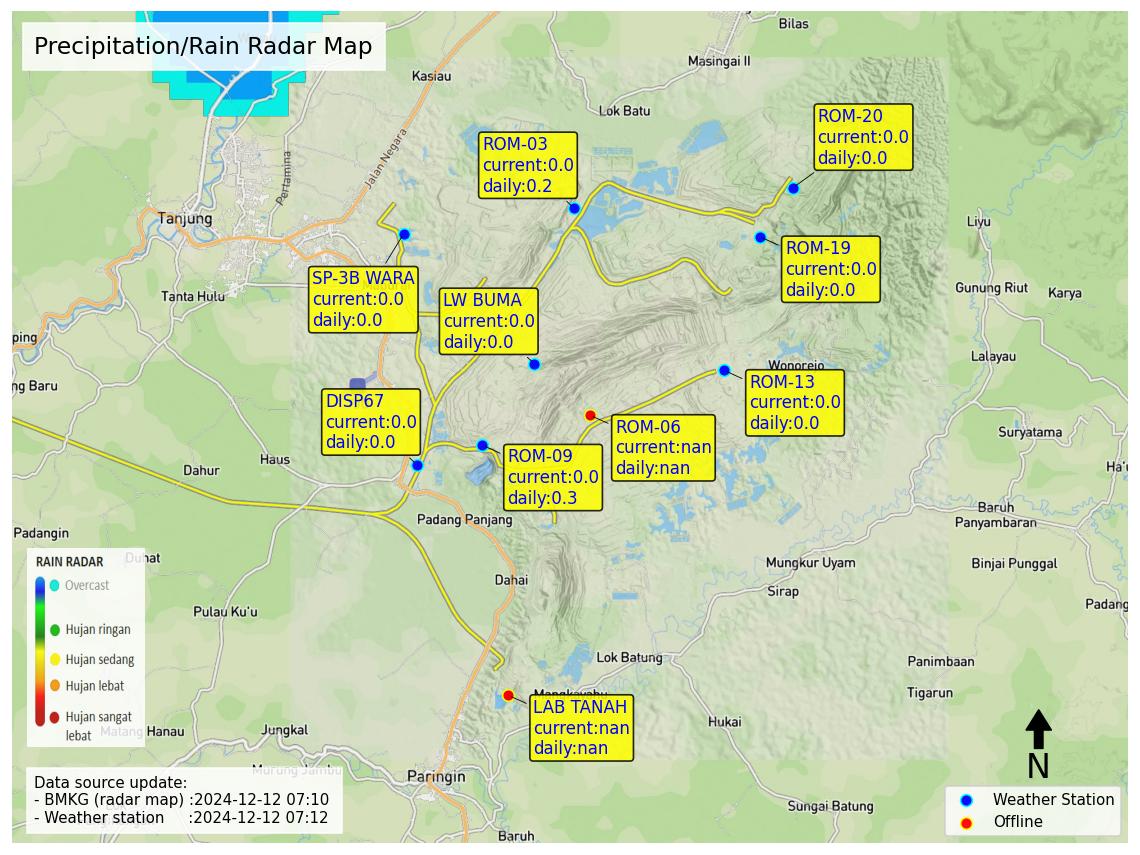 Precipitation/Rain Radar Map
Bilas
Masingai II
Kasiau
Lok Batu
Jalan Negara
Pertamina
Tanjung
Tanta Hulu
ROM-03
current:0.0
daily:0.2
ROM-20
current:0.0
daily:0.0
ROM-19
current:0.0
daily:0.0
SP-3B WARA
current:0.0
daily:0.0
LW BUMA
current:0.0
daily:0.0
Liyu
Gunung Riut
Karya
Lalayau
ping
ng Baru
Wonorejo
ROM-13
current:0.0
daily:0.0
DISP67
current:0.0
daily:0.0
ROM-06
current:nan
daily:nan
ROM-09
current:0.0
daily:0.3
Suryatama
Ha'u
Haus
Dahur
Padang Panjang
Baruh
Panyambaran
Padangin
Duhat
Binjai Punggal
Mungkur Uyam
Sirap
Padang
Dahai
Pulau Ku'u
RAIN RADAR
Overcast
Hujan ringan
Hujan sedang
Hujan lebat
Hujan sangat
lebat
Lok Batung
Panimbaan
Tigarun
Mangkayahu
LAB TANAH
current:nan
daily:nan
Hukai
Matang Hanau
Jungkal
Murung Jambu
Paringin
Sungai Batung
Baruh
N
Data source update:
- BMKG (radar map) :2024-12-12 07:10
- Weather station :2024-12-12 07:12
Weather Station
Offline